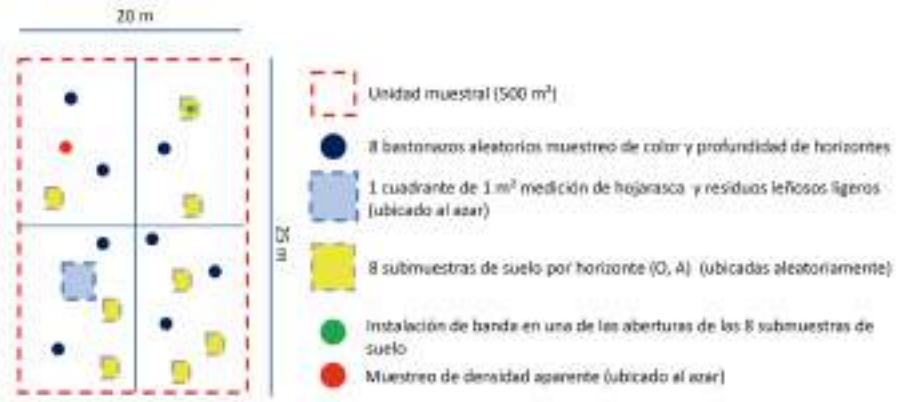 20 m
25 m
Unidad muestral (500 m²)
8 bastonazos aleatorios muestreo de color y profundidad de horizontes
1 cuadrante de 1 m² medición de hojarasca y residuos leñosos ligeros
(ubicado al azar)
8 submuestras de suelo por horizonte (O, A) (ubicadas aleatoriamente)
Instalación de banda en una de las aberturas de las 8 submuestras de
suelo
Muestreo de densidad aparente (ubicado al azar)